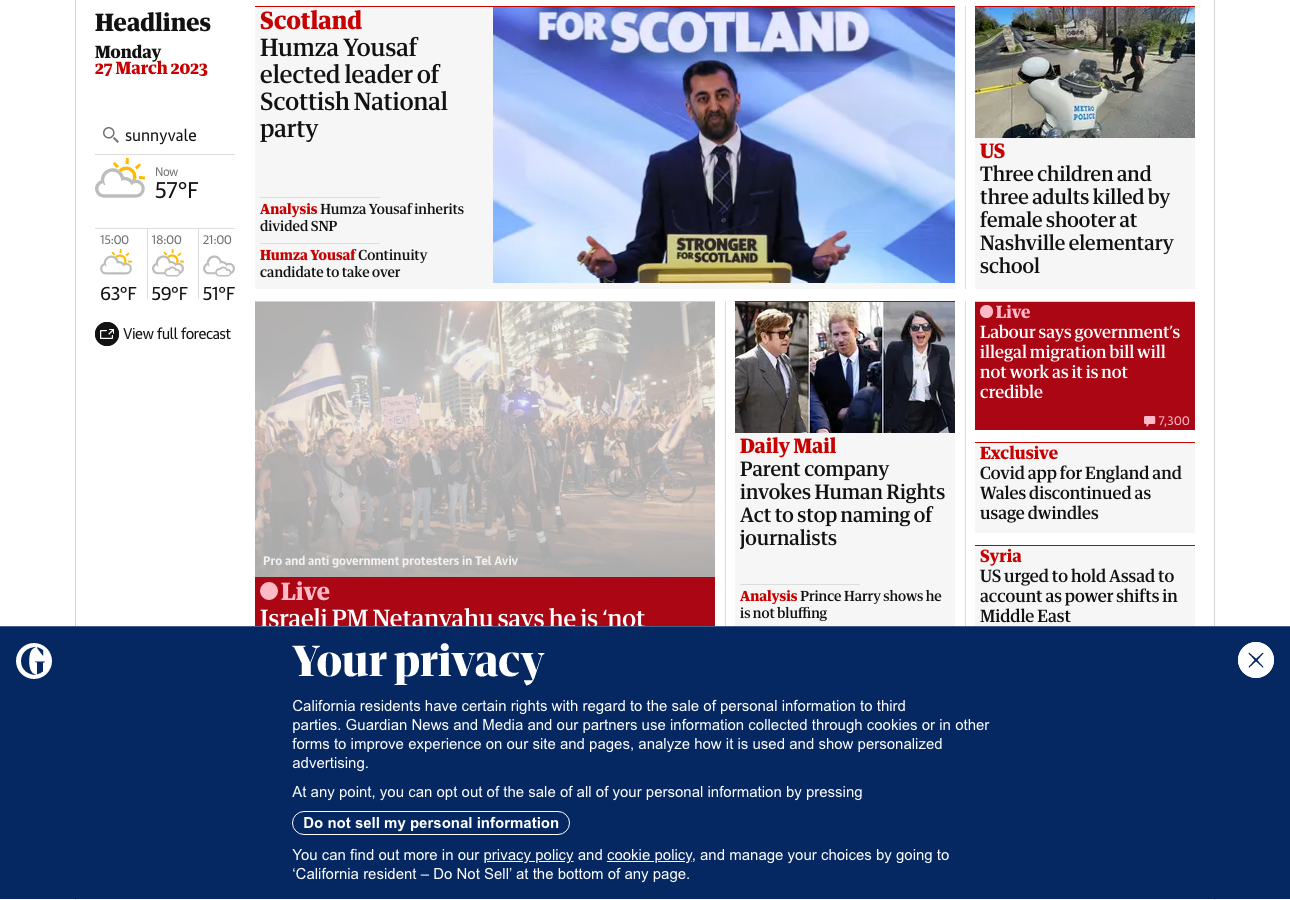 Headlines
Monday
27 March 2023
sunnyvale
Now
57°F
15:00
18:00
21:00
63°F
59°F
51°F
View full forecast
Scotland
Humza Yousaf
elected leader of
Scottish National
party
Analysis Humza Yousaf inherits
divided SNP
Humza Yousaf Continuity
candidate to take over
FOR SCOTLAND
STRONGER
FOR SCOTLAND
METRO
POLICE
US
Three children and
three adults killed by
female shooter at
Nashville elementary
school
Pro and anti government protesters in Tel Aviv
Live
Israeli PM Netanyahu says he is ‘not
Daily Mail
Parent company
invokes Human Rights
Act to stop naming of
journalists
Analysis Prince Harry shows he
is not bluffing
Live
Labour says government’s
illegal migration bill will
not work as it is not
credible
7,300
Exclusive
Covid app for England and
Wales discontinued as
usage dwindles
Syria
US urged to hold Assad to
account as power shifts in
Middle East
Your privacy
California residents have certain rights with regard to the sale of personal information to third
parties. Guardian News and Media and our partners use information collected through cookies or in other
forms to improve experience on our site and pages, analyze how it is used and show personalized
advertising.
At any point, you can opt out of the sale of all of your personal information by pressing
Do not sell my personal information
You can find out more in our privacy policy and cookie policy, and manage your choices by going to
‘California resident – Do Not Sell’ at the bottom of any page.